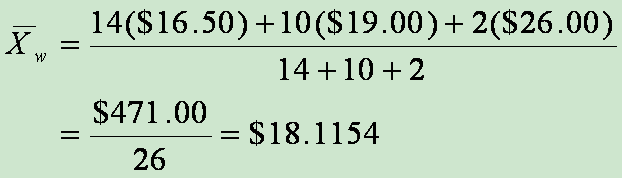 X̄w = 14($16.50) + 10($19.00) + 2($26.00)
14 + 10 + 2
= $471.00
26
= $18.1154